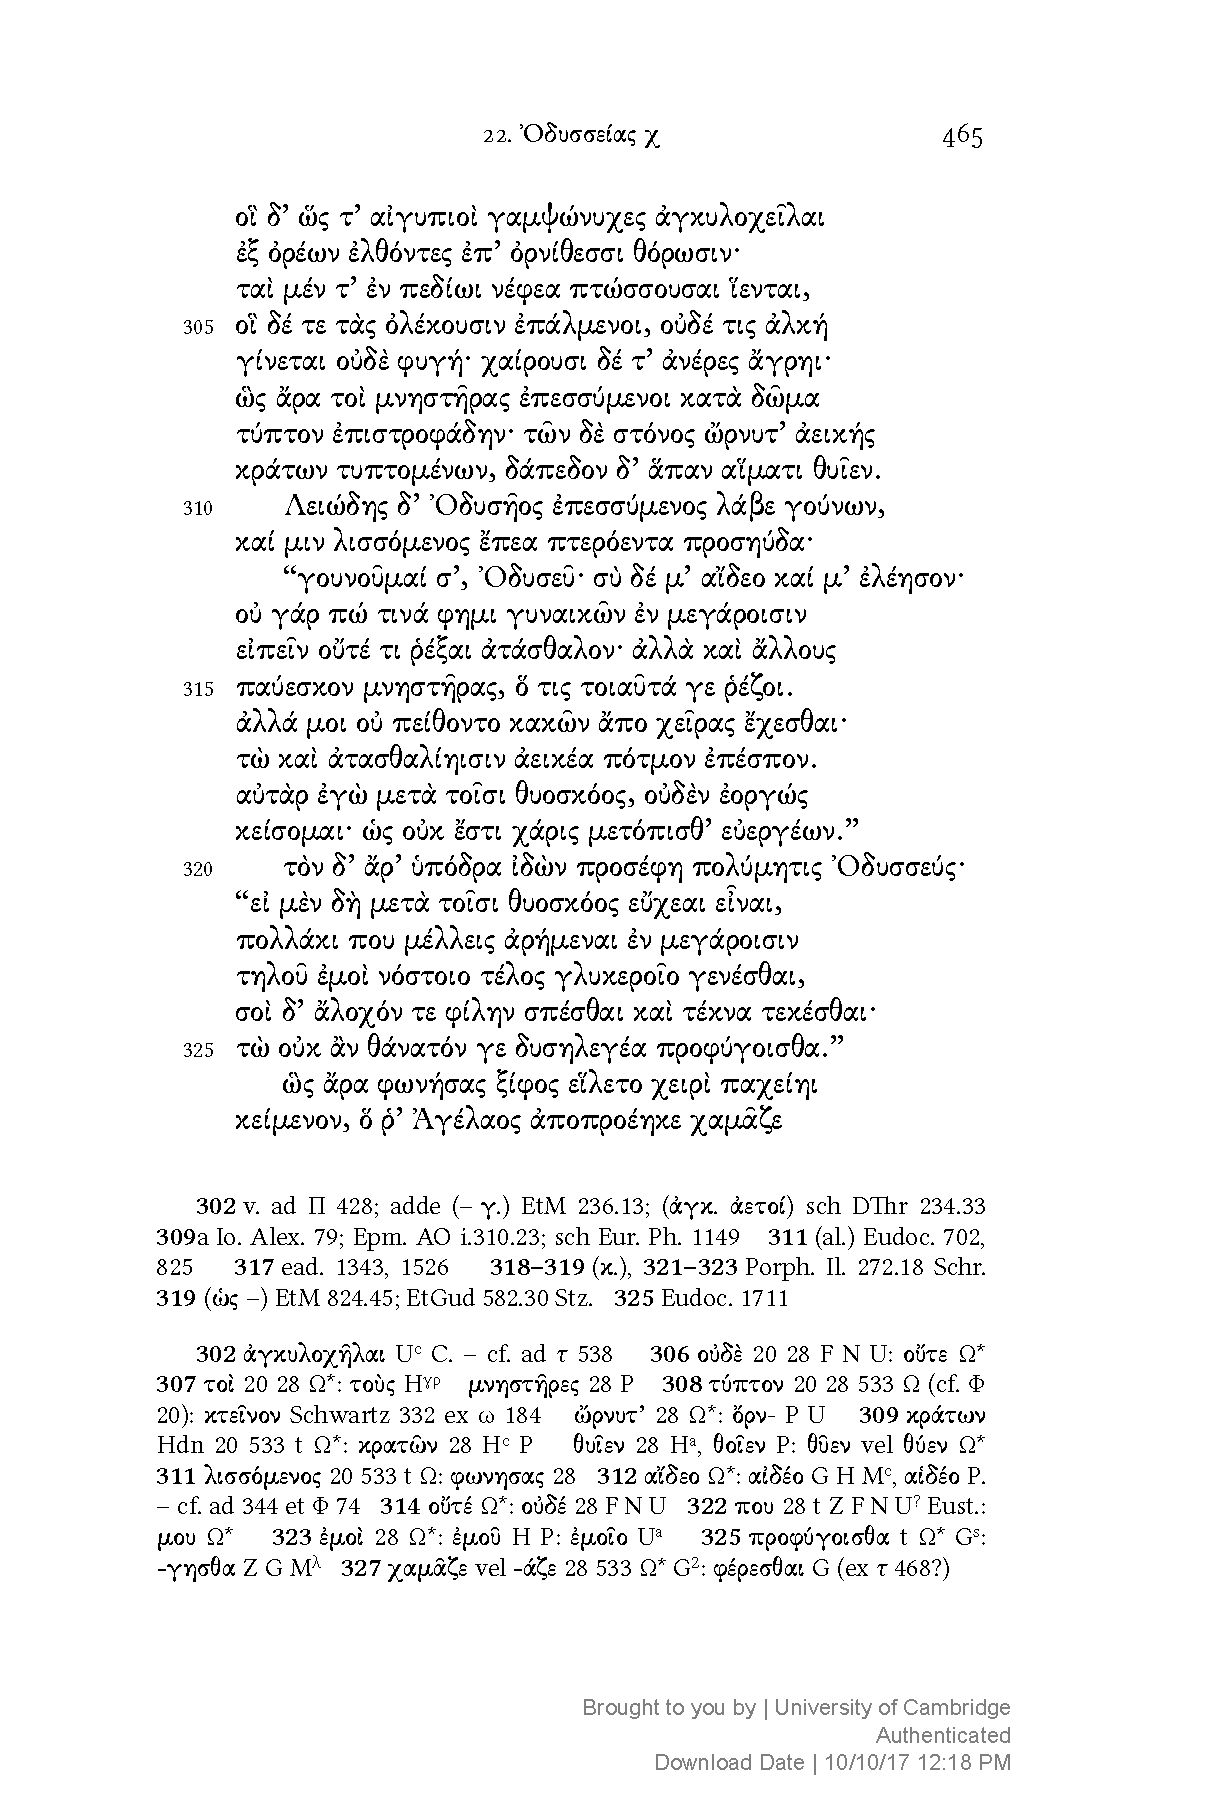 22. Ὀδυσσείας χ 465
οἳ δ’ ὥς τ’ αἰγυπιοὶ γαμψώνυχες ἀγκυλοχεῖλαι
ἐξ ὀρέων ἐλθόντες ἐπ’ ὀρνίθεσσι θόρωσιν·
ταὶ μέν τ’ ἐν πεδίωι νέφεα πτώσσουσαι ἵενται,
305 οἳ δέ τε τὰς ὀλέκουσιν ἐπάλμενοι, οὐδέ τις ἀλκή
γίνεται οὐδὲ φυγή· χαίρουσι δέ τ’ ἀνέρες ἄγρηι·
ὣς ἄρα τοὶ μνηστῆρας ἐπεσσύμενοι κατὰ δῶμα
τύπτον ἐπιστροφάδην· τῶν δὲ στόνος ὤρνυτ’ ἀεικής
κράτων τυπτομένων, δάπεδον δ’ ἅπαν αἵματι θυῖεν.
310 Λειώδης δ’ Ὀδυσῆος ἐπεσσύμενος λάβε γούνων,
καί μιν λισσόμενος ἔπεα πτερόεντα προσηύδα·
“γουνοῦμαί σ’, Ὀδυσεῦ· σὺ δέ μ’ αἴδεο καί μ’ ἐλέησον·
οὐ γάρ πώ τινά φημι γυναικῶν ἐν μεγάροισιν
εἰπεῖν οὔτέ τι ῥέξαι ἀτάσθαλον· ἀλλὰ καὶ ἄλλους
315 παύεσκον μνηστῆρας, ὅ τις τοιαῦτά γε ῥέζοι.
ἀλλά μοι οὐ πείθοντο κακῶν ἄπο χεῖρας ἔχεσθαι·
τὼ καὶ ἀτασθαλίηισιν ἀεικέα πότμον ἐπέσπον.
αὐτὰρ ἐγὼ μετὰ τοῖσι θυοσκόος, οὐδὲν ἐοργώς
κείσομαι· ὡς οὐκ ἔστι χάρις μετόπισθ’ εὐεργέων.”
320 τὸν δ’ ἄρ’ ὑπόδρα ἰδὼν προσέφη πολύμητις Ὀδυσσεύς·
“εἰ μὲν δὴ μετὰ τοῖσι θυοσκόος εὔχεαι εἶναι,
πολλάκι που μέλλεις ἀρήμεναι ἐν μεγάροισιν
τηλοῦ ἐμοὶ νόστοιο τέλος γλυκεροῖο γενέσθαι,
σοὶ δ’ ἄλοχόν τε φίλην σπέσθαι καὶ τέκνα τεκέσθαι·
325 τὼ οὐκ ἂν θάνατόν γε δυσηλεγέα προφύγοισθα.”
ὣς ἄρα φωνήσας ξίφος εἵλετο χειρὶ παχείηι
κείμενον, ὅ ῥ’ Ἀγέλαος ἀποπροέηκε χαμᾶζε
302 v. ad Π 428; adde (– γ.) EtM 236.13; (ἀγκ. ἀετοί) sch DThr 234.33
309a Io. Alex. 79; Epm. AO i.310.23; sch Eur. Ph. 1149 311 (al.) Eudoc. 702,
825 317 ead. 1343, 1526 318–319 (κ.), 321–323 Porph. Il. 272.18 Schr.
319 (ὡς –) EtM 824.45; EtGud 582.30 Stz. 325 Eudoc. 1711
302 ἀγκυλοχῆλαι Uᶜ C. – cf. ad τ 538 306 οὐδὲ 20 28 F N U: οὔτε Ω*
307 τοὶ 20 28 Ω*: τοὺς Hᵞᵖ μνηστῆρες 28 P 308 τύπτον 20 28 533 Ω (cf. Φ
20): κτεῖνον Schwartz 332 ex ω 184 ὤρνυτ’ 28 Ω*: ὄρν- P U 309 κράτων
Hdn 20 533 t Ω*: κρατῶν 28 Hᶜ P θυῖεν 28 Hᵃ, θοῖεν P: θῦεν vel θύεν Ω*
311 λισσόμενος 20 533 t Ω: φωνησας 28 312 αἴδεο Ω*: αἰδέο G H Mᶜ, αἱδέο P.
– cf. ad 344 et Φ 74 314 οὔτέ Ω*: οὐδέ 28 F N U 322 που 28 t Z F N U? Eust.:
μου Ω* 323 ἐμοὶ 28 Ω*: ἐμοῦ H P: ἐμοῖο Uᵃ 325 προφύγοισθα t Ω* Gˢ:
-γησθα Z G Mλ 327 χαμᾶζε vel -άζε 28 533 Ω* G²: φέρεσθαι G (ex τ 468?)
Brought to you by | University of Cambridge
Authenticated
Download Date | 10/10/17 12:18 PM